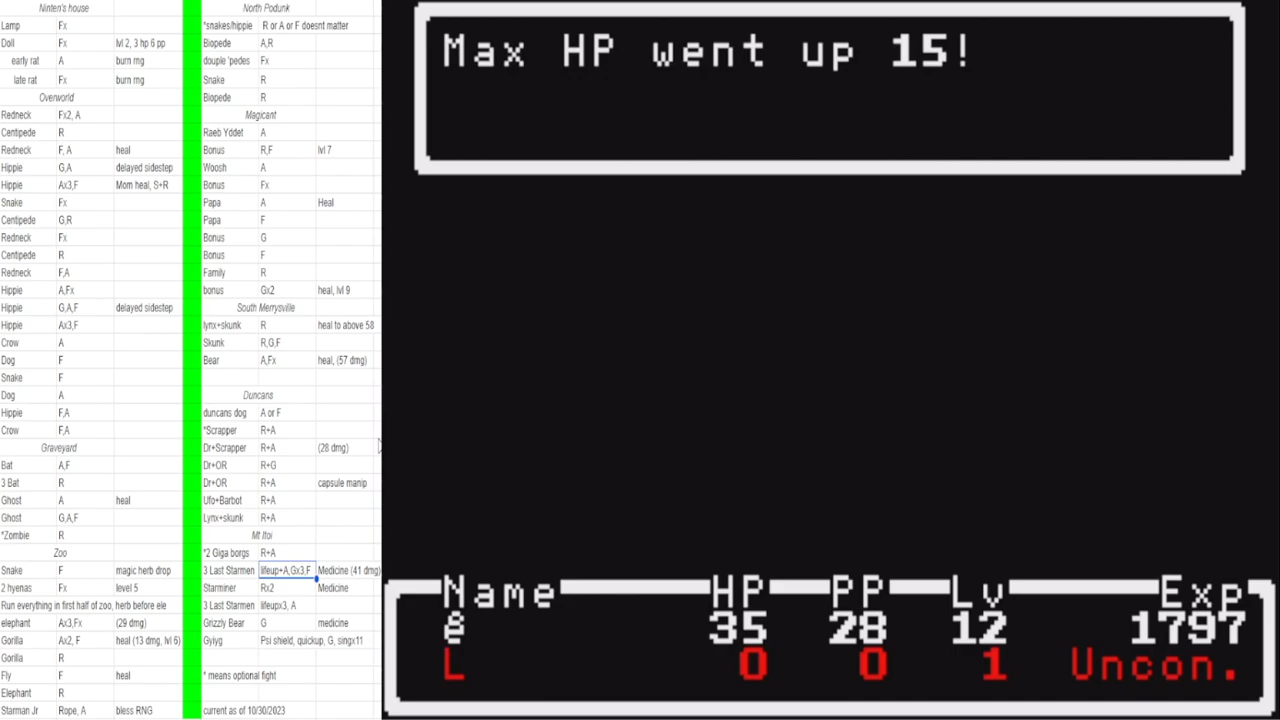 Ninten's house
Lamp Fx
Doll Fx lvl 2, 3 hp 6 pp
early rat A burn rng
late rat Fx burn rng
Overworld
Redneck Fx2, A
Centipede R
Redneck F, A heal
Hippie G,A delayed sidestep
Hippie Ax3,F Mom heal, S+R
Snake Fx
Centipede G,R
Redneck Fx
Centipede R
Redneck F,A
Hippie A,Fx
Hippie G,A,F delayed sidestep
Hippie Ax3,F
Crow A
Dog F
Snake F
Dog A
Hippie F,A
Crow F,A
Graveyard
Bat A,F
3 Bat R
Ghost A heal
Ghost G,A,F
*Zombie R
Zoo
Snake F magic herb drop
2 hyenas Fx level 5
Run everything in first half of zoo, herb before ele
elephant Ax3,Fx (29 dmg)
Gorilla Ax2, F heal (13 dmg, lvl 6)
Gorilla R
Fly F heal
Elephant R
Starman Jr Rope, A bless RNG
North Podunk
*snakes/hippie R or A or F doesnt matter
Biopede A,R
douple 'pedes Fx
Snake R
Biopede R
Magicant
Raeb Yddet A
Bonus R,F lvl 7
Woosh A
Bonus Fx
Papa A Heal
Papa F
Bonus G
Bonus F
Family R
bonus Gx2 heal, lvl 9
South Merrysville
lynx+skunk R heal to above 58
Skunk R,G,F
Bear A,Fx heal, (57 dmg)
Duncans
duncans dog A or F
*Scrapper R+A
Dr+Scrapper R+A (28 dmg)
Dr+OR R+G
Dr+OR R+A capsule manip
Ufo+Barbot R+A
Lynx+skunk R+A
Mt Itoi
*2 Giga borgs R+A
3 Last Starmen lifeup+A,Gx3,F Medicine (41 dmg)
Starminer Rx2 Medicine
3 Last Starmen lifeupx3, A
Grizzly Bear G medicine
Gyiyg Psi shield, quickup, G, singx11
* means optional fight
current as of 10/30/2023
Max HP went up 15!
Name HP PP Lv Exp
ë 35 28 12 1797
L 0 0 1 Uncon.